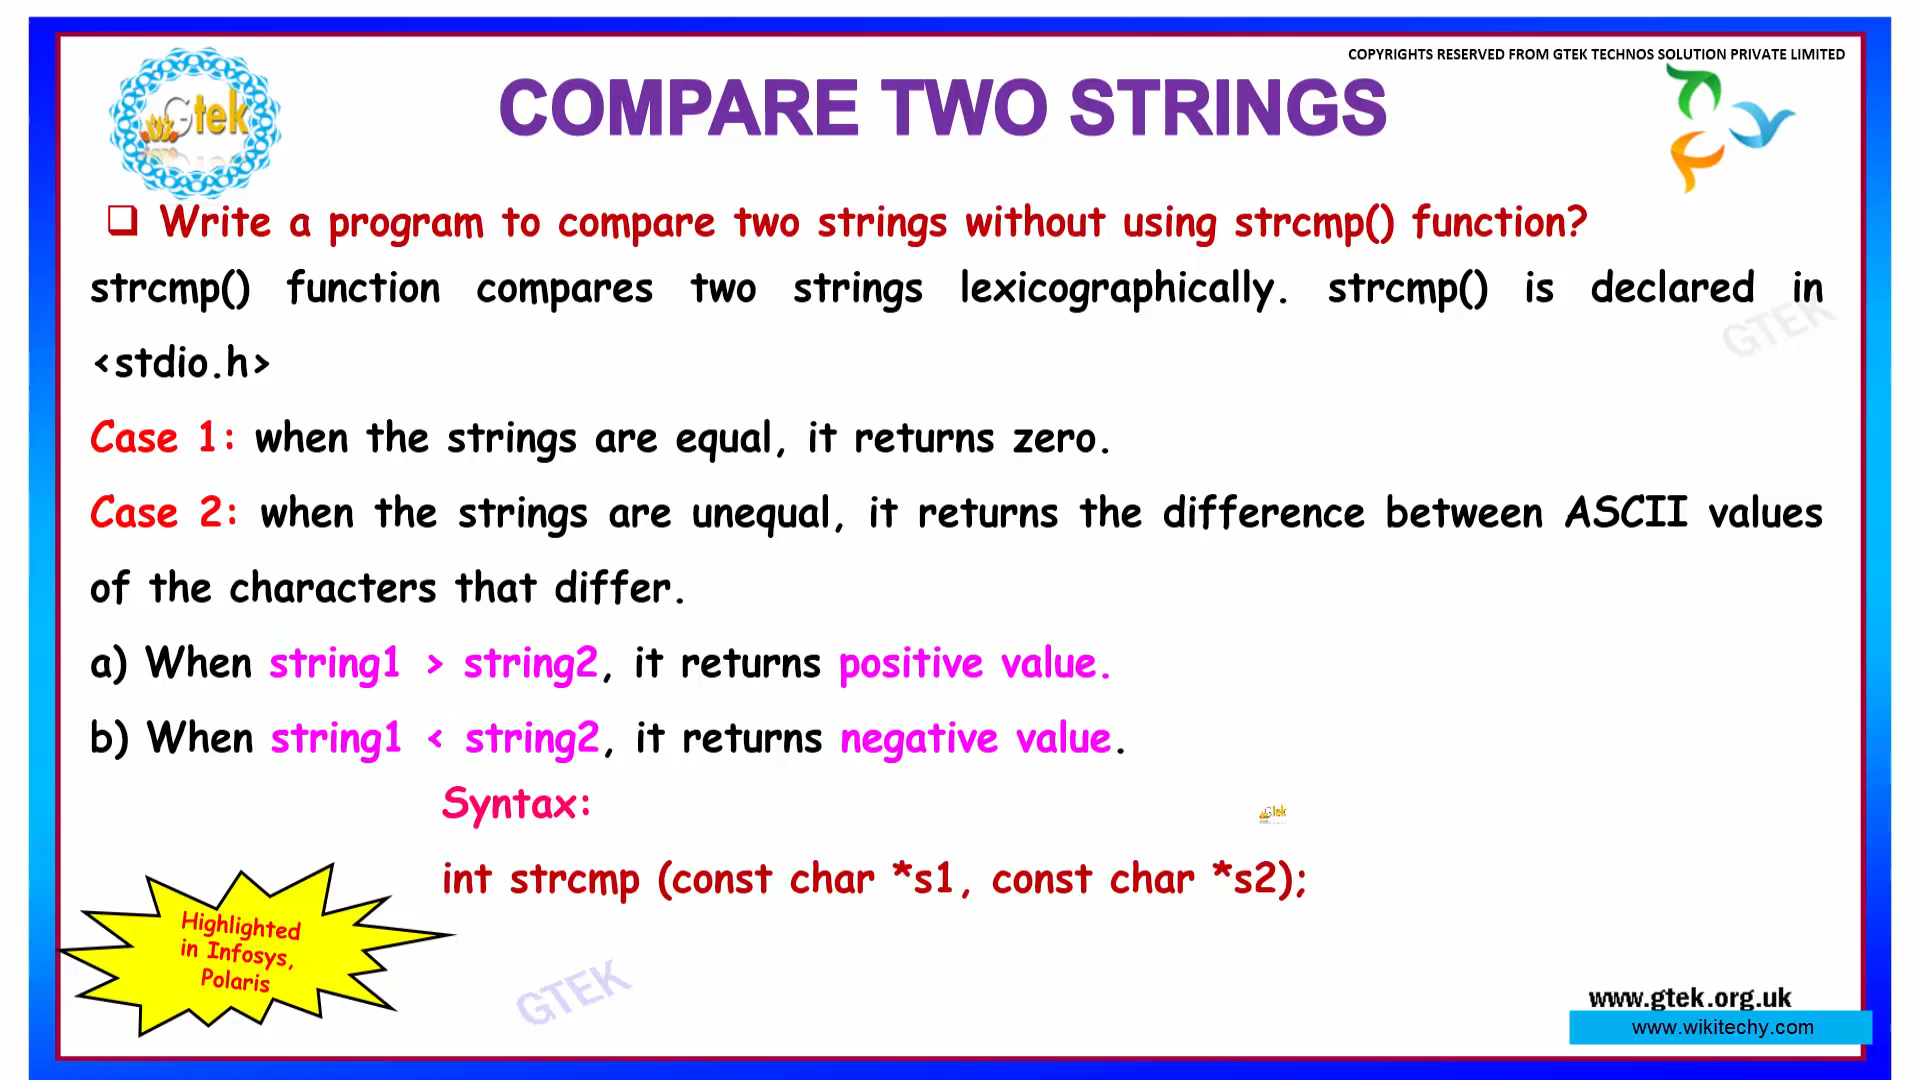 COPYRIGHTS RESERVED FROM GTEK TECHNOS SOLUTION PRIVATE LIMITED
Gtek
COMPARE TWO STRINGS
❑ Write a program to compare two strings without using strcmp() function?
strcmp() function compares two strings lexicographically. strcmp() is declared in
GTEK
<stdio.h>
Case 1: when the strings are equal, it returns zero.
Case 2: when the strings are unequal, it returns the difference between ASCII values
of the characters that differ.
a) When string1 > string2, it returns positive value.
b) When string1 < string2, it returns negative value.
Syntax:
Gtek
int strcmp (const char *s1, const char *s2);
Highlighted
in Infosys,
Polaris
GTEK
www.gtek.org.uk
www.wikitechy.com